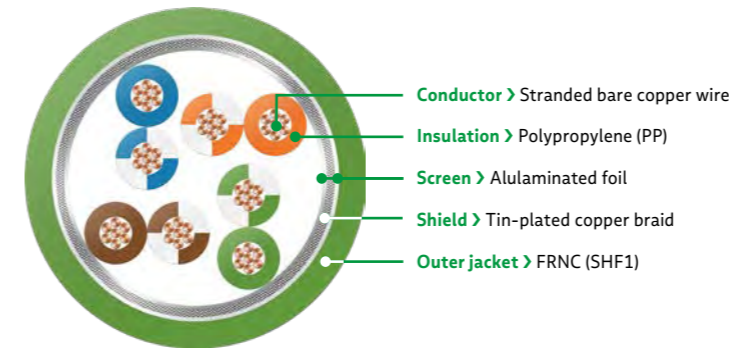 Conductor › Stranded bare copper wire
Insulation › Polypropylene (PP)
Screen › Alulaminated foil
Shield › Tin-plated copper braid
Outer jacket › FRNC (SHF1)